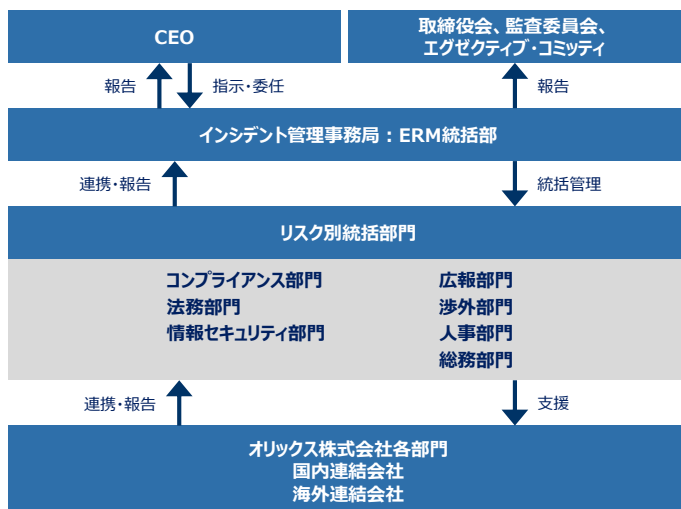 CEO
取締役会、監査委員会、
エグゼクティブ・コミッティ
報告
指示・委任
報告
インシデント管理事務局：ERM統括部
連携・報告
統括管理
リスク別統括部門
コンプライアンス部門
法務部門
情報セキュリティ部門
広報部門
渉外部門
人事部門
総務部門
連携・報告
支援
オリックス株式会社各部門
国内連結会社
海外連結会社